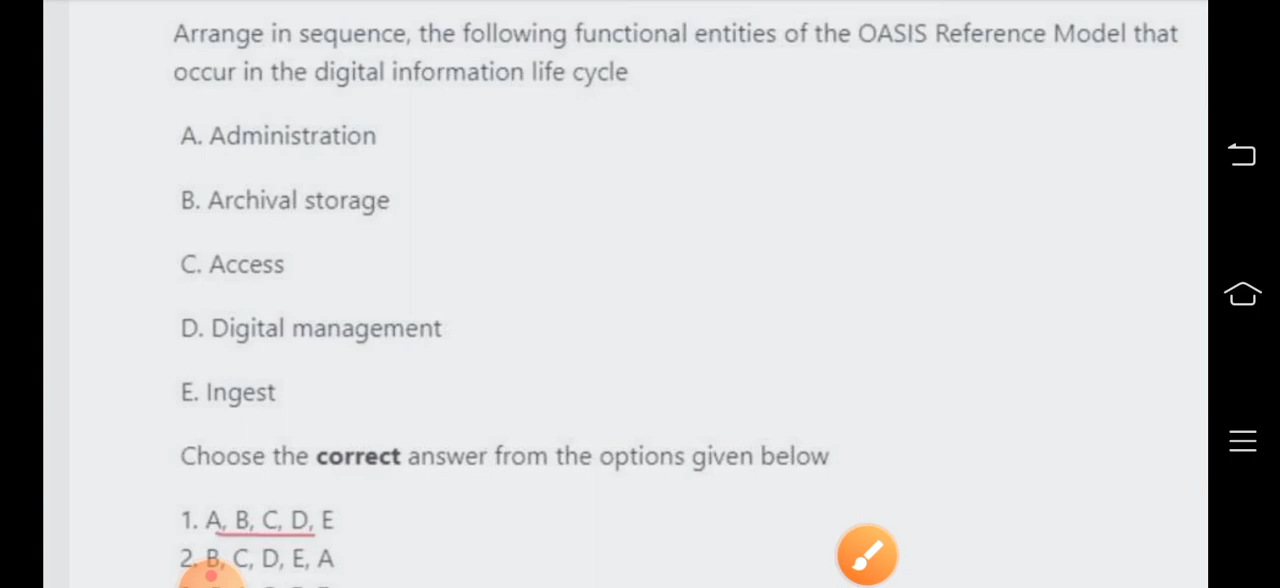 Arrange in sequence, the following functional entities of the OASIS Reference Model that
occur in the digital information life cycle
A. Administration
B. Archival storage
C. Access
D. Digital management
E. Ingest
Choose the correct answer from the options given below
1. A, B, C, D, E
2. B, C, D, E, A